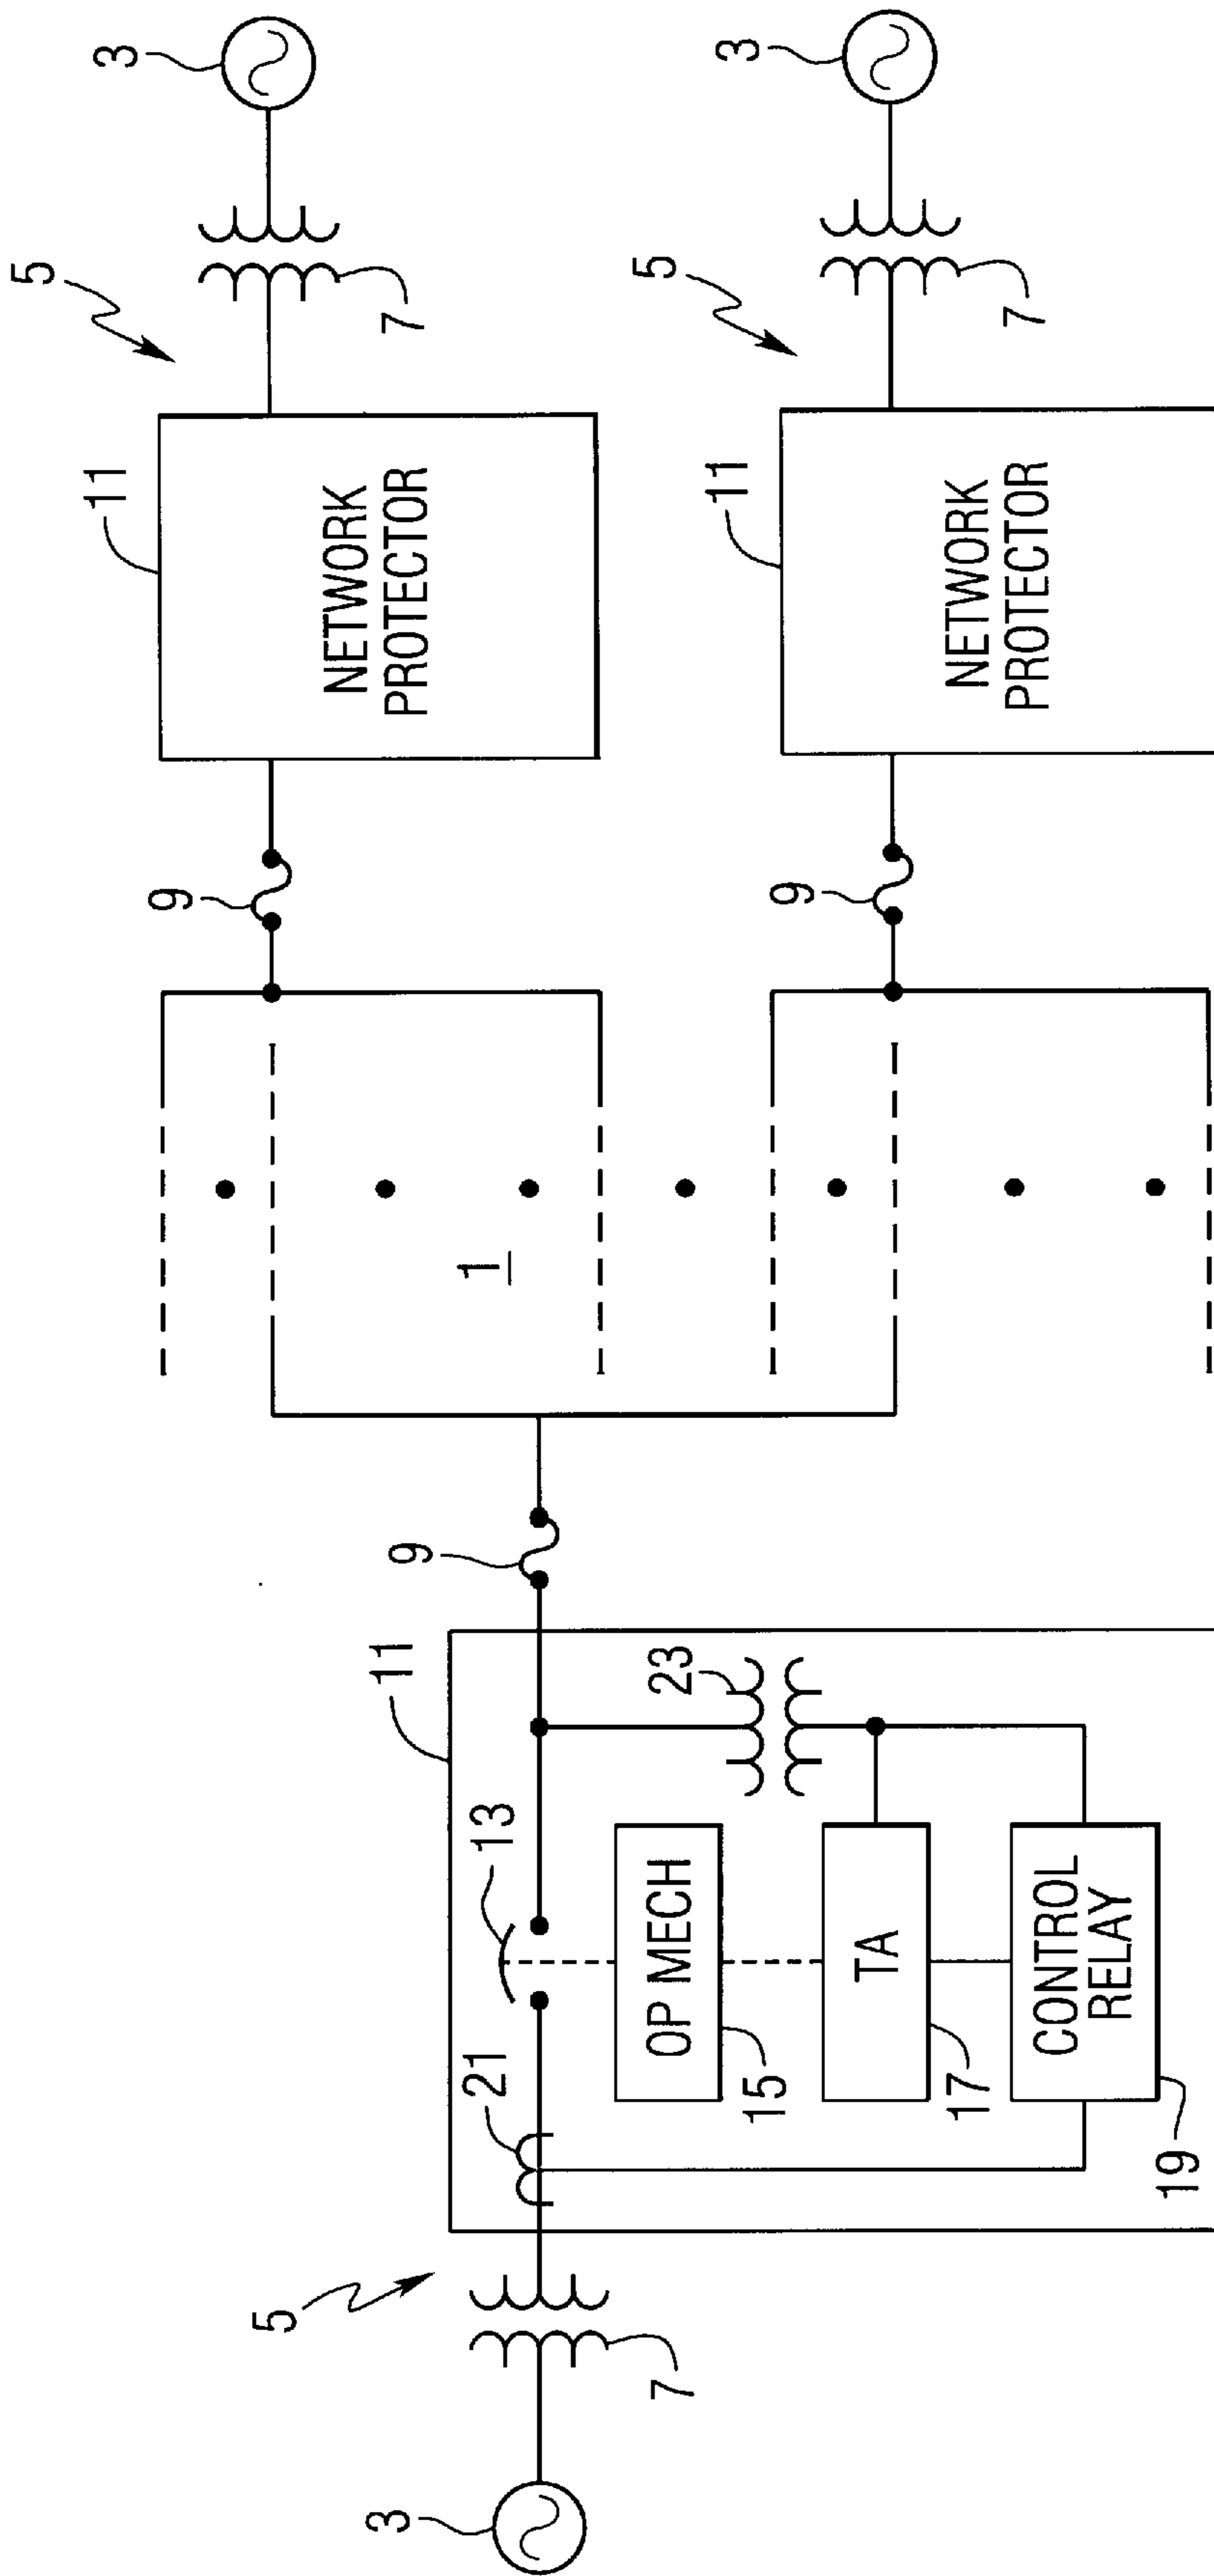 3
5
7
11
NETWORK
PROTECTOR
9
3
5
7
11
NETWORK
PROTECTOR
9
1
9
11
23
13
OP MECH
15
TA
17
CONTROL
RELAY
19
21
5
7
3